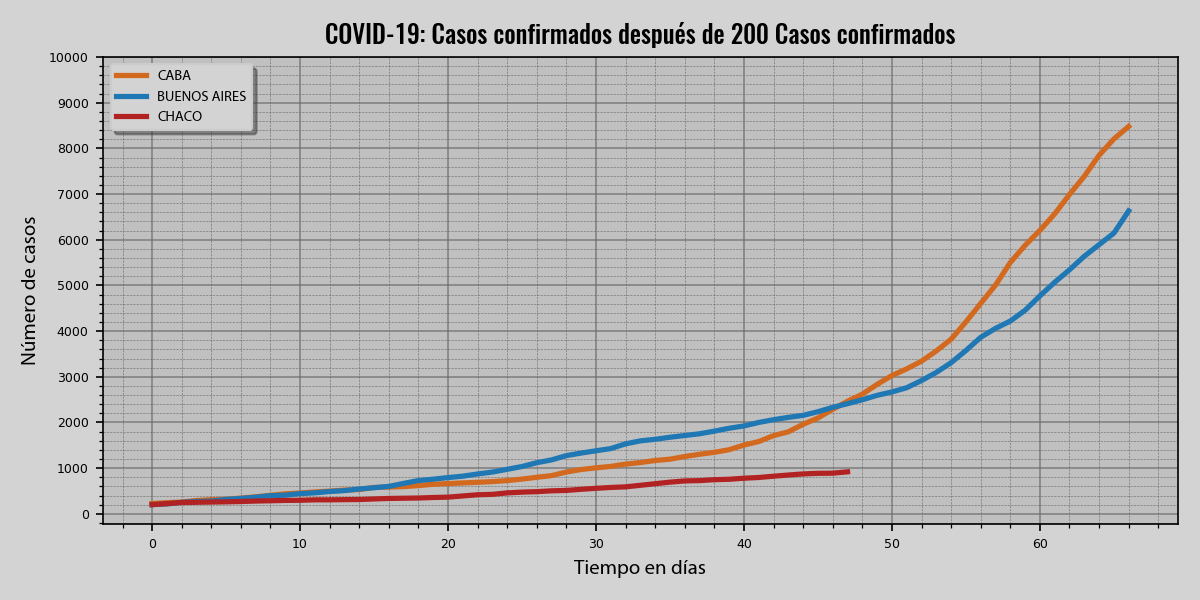 COVID-19: Casos confirmados después de 200 Casos confirmados
CABA
BUENOS AIRES
CHACO
Número de casos
10000
9000
8000
7000
6000
5000
4000
3000
2000
1000
0
0 10 20 30 40 50 60
Tiempo en días